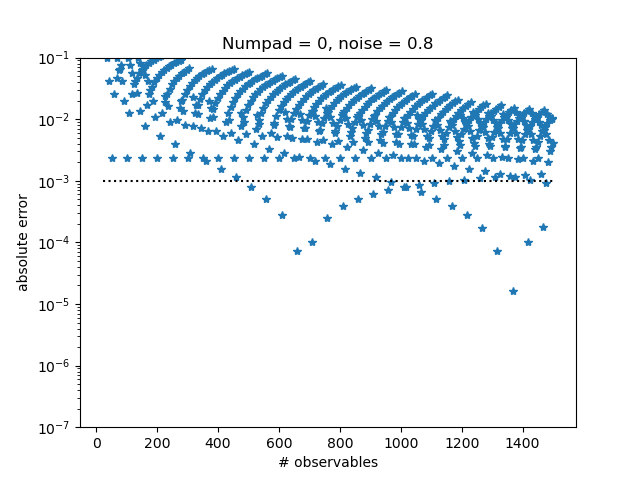 Numpad = 0, noise = 0.8
10⁻¹
10⁻²
10⁻³
10⁻⁴
10⁻⁵
10⁻⁶
10⁻⁷
absolute error
0 200 400 600 800 1000 1200 1400
# observables